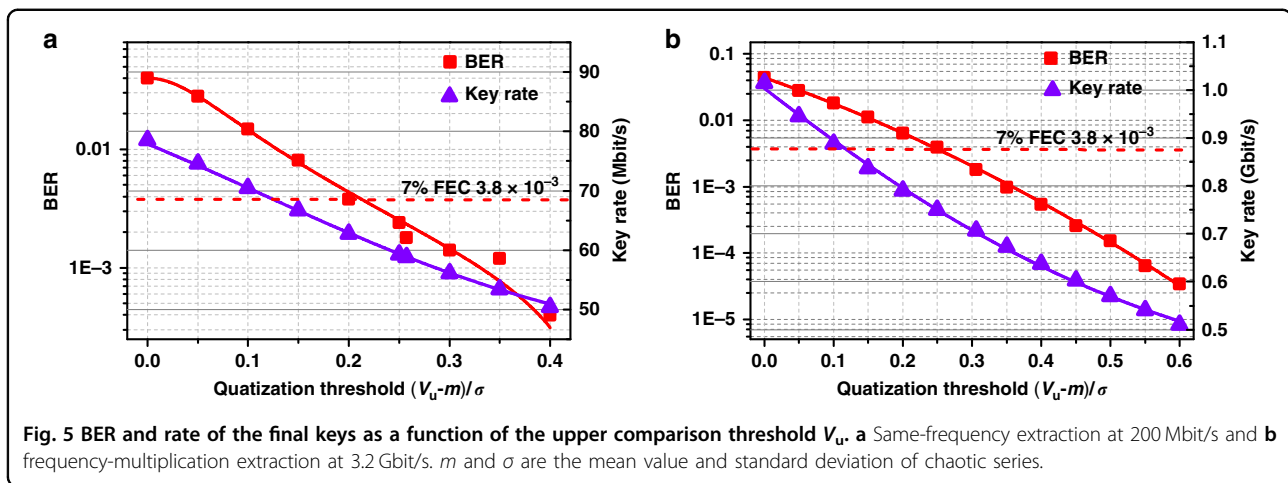 a
BER
Key rate
7% FEC 3.8 × 10⁻³
0.01
1E−3
BER
90
80
70
60
50
Key rate (Mbit/s)
0.0 0.1 0.2 0.3 0.4
Quatization threshold (Vu-m)/σ
b
BER
Key rate
7% FEC 3.8 × 10⁻³
0.1
0.01
1E−3
1E−4
1E−5
BER
1.1
1.0
0.9
0.8
0.7
0.6
0.5
Key rate (Gbit/s)
0.0 0.1 0.2 0.3 0.4 0.5 0.6
Quatization threshold (Vu-m)/σ
Fig. 5 BER and rate of the final keys as a function of the upper comparison threshold Vu. a Same-frequency extraction at 200 Mbit/s and b
frequency-multiplication extraction at 3.2 Gbit/s. m and σ are the mean value and standard deviation of chaotic series.